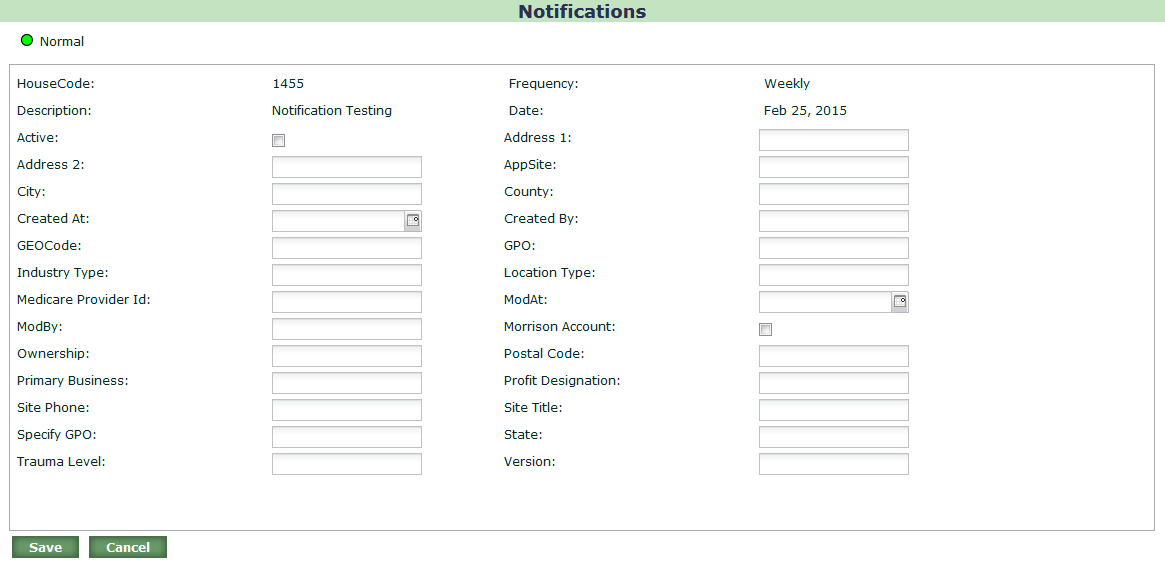 Notifications
Normal
HouseCode: 1455 Frequency: Weekly
Description: Notification Testing Date: Feb 25, 2015
Active: Address 1:
Address 2: AppSite:
City: County:
Created At: Created By:
GEOCode: GPO:
Industry Type: Location Type:
Medicare Provider Id: ModAt:
ModBy: Morrison Account:
Ownership: Postal Code:
Primary Business: Profit Designation:
Site Phone: Site Title:
Specify GPO: State:
Trauma Level: Version:
Save Cancel